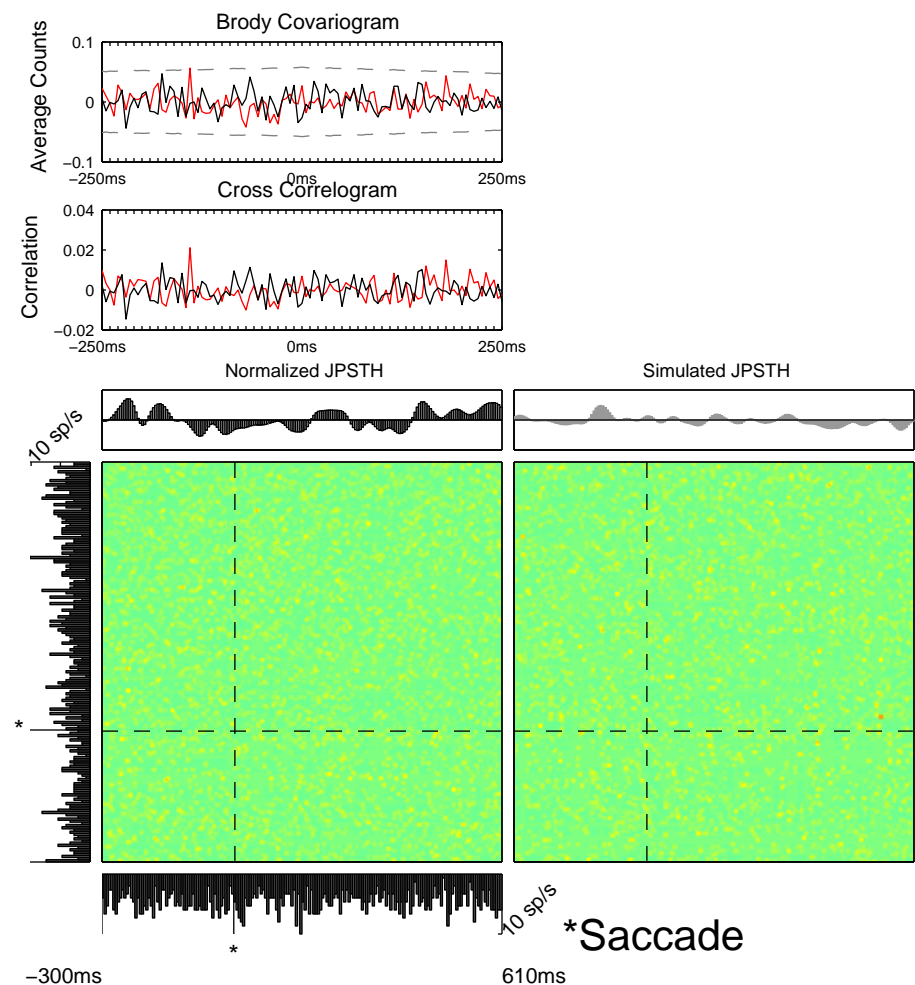 Brody Covariogram
0.1
0
−0.1
Average Counts
−250ms 0ms 250ms
Cross Correlogram
0.04
0.02
0
−0.02
Correlation
−250ms 0ms 250ms
Normalized JPSTH Simulated JPSTH
10 sp/s
*
10 sp/s
*
*Saccade
−300ms 610ms